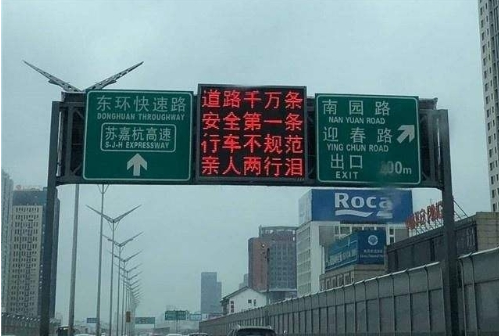 东环快速路
DONGHUAN THROUGHWAY
苏嘉杭高速
S-J-H EXPRESSWAY
道路千万条
安全第一条
行车不规范
亲人两行泪
南园路
NAN YUAN ROAD
迎春路
YING CHUN ROAD
出口
EXIT
Roca